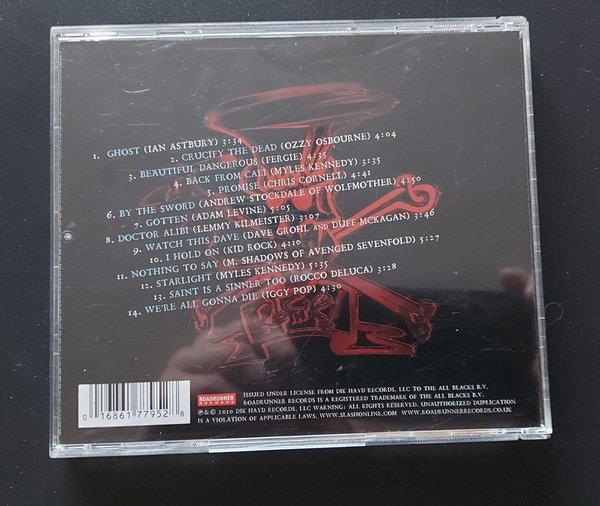 1. GHOST (IAN ASTBURY) 3:34
2. CRUCIFY THE DEAD (OZZY OSBOURNE) 4:04
3. BEAUTIFUL DANGEROUS (FERGIE) 4:35
4. BACK FROM CALI (MYLES KENNEDY) 3:35
5. PROMISE (CHRIS CORNELL) 4:41
6. BY THE SWORD (ANDREW STOCKDALE OF WOLFMOTHER) 4:50
7. GOTTEN (ADAM LEVINE) 5:05
8. DOCTOR ALIBI (LEMMY KILMEISTER) 3:07
9. WATCH THIS DAVE (DAVE GROHL AND DUFF MCKAGAN) 3:46
10. I HOLD ON (KID ROCK) 4:10
11. NOTHING TO SAY (M. SHADOWS OF AVENGED SEVENFOLD) 5:27
12. STARLIGHT (MYLES KENNEDY) 5:35
13. SAINT IS A SINNER TOO (ROCCO DELUCA) 3:28
14. WE'RE ALL GONNA DIE (IGGY POP) 4:30
0 16861 77952 8
ROADRUNNER
RECORDS
ISSUED UNDER LICENSE FROM DIK HAYD RECORDS, LLC TO THE ALL BLACKS B.V.
ROADRUNNER RECORDS IS A REGISTERED TRADEMARK OF THE ALL BLACKS B.V.
℗&© 2010 DIK HAYD RECORDS, LLC WARNING: ALL RIGHTS RESERVED. UNAUTHORIZED DUPLICATION
IS A VIOLATION OF APPLICABLE LAWS. WWW.SLASHONLINE.COM WWW.ROADRUNNERRECORDS.CO.UK